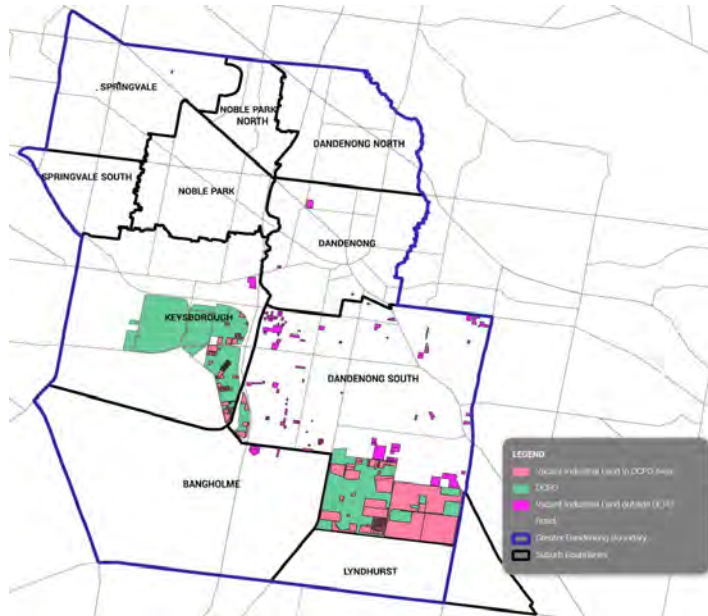 SPRINGVALE
NOBLE PARK
NORTH
DANDENONG NORTH
SPRINGVALE SOUTH
NOBLE PARK
DANDENONG
KEYSBOROUGH
DANDENONG SOUTH
BANGHOLME
LYNDHURST
LEGEND
Vacant Industrial Land in DCPO Area
DCPO
Vacant Industrial Land outside DCPO
Areas
Greater Dandenong Boundary
Suburb Boundaries